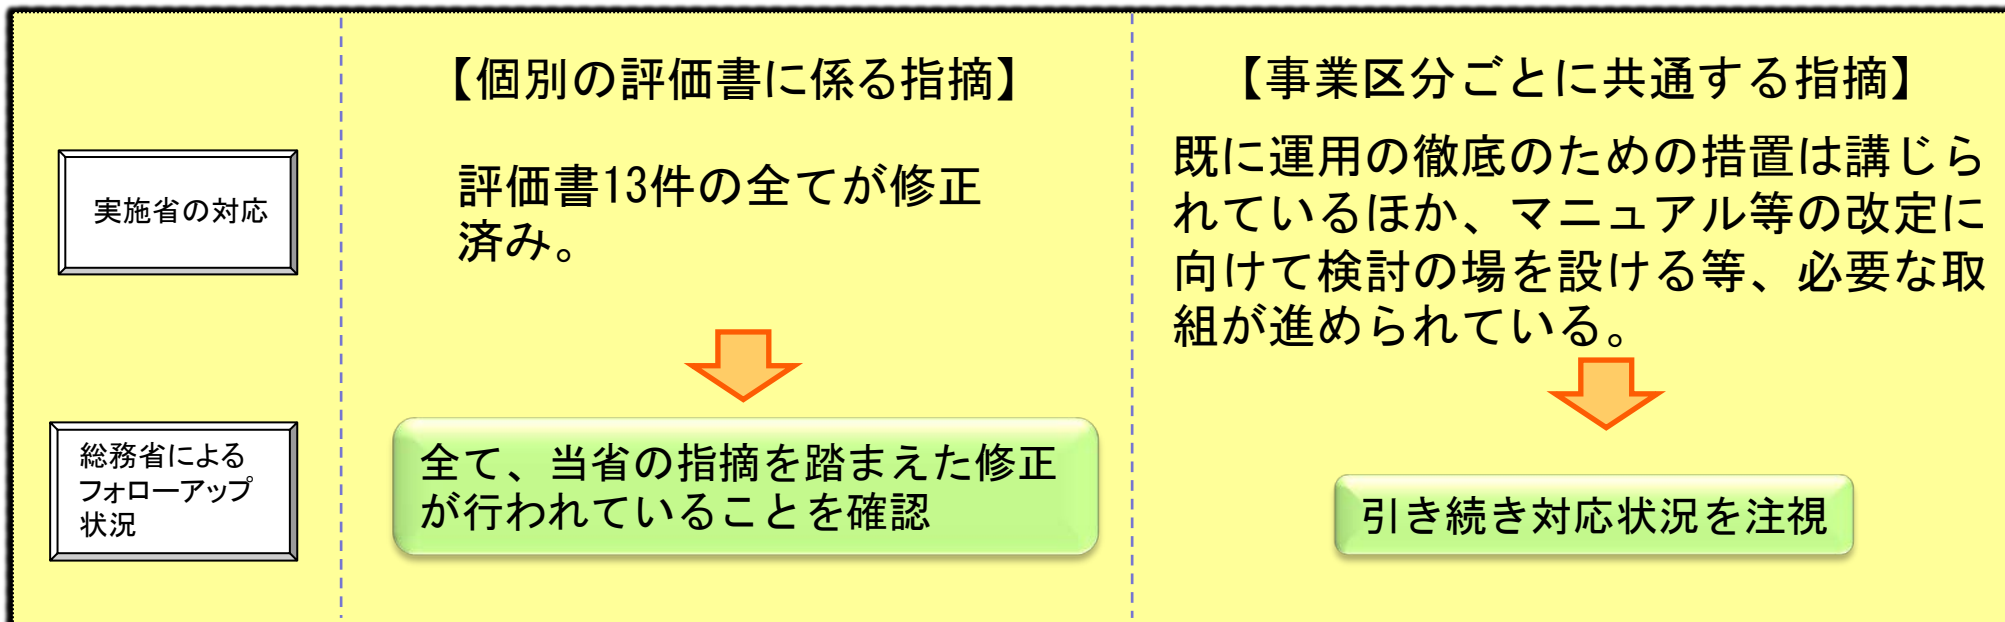 【個別の評価書に係る指摘】
【事業区分ごとに共通する指摘】
実施省の対応
評価書13件の全てが修正
済み。
既に運用の徹底のための措置は講じら
れているほか、マニュアル等の改定に
向けて検討の場を設ける等、必要な取
組が進められている。
総務省による
フォローアップ
状況
全て、当省の指摘を踏まえた修正
が行われていることを確認
引き続き対応状況を注視